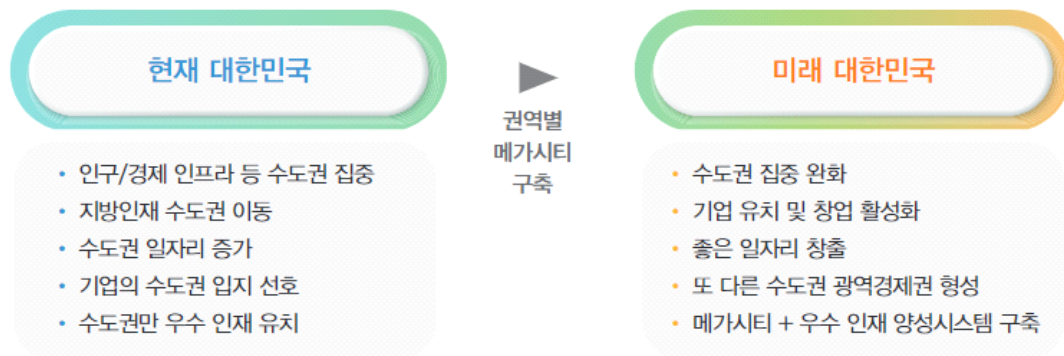 현재 대한민국
• 인구/경제 인프라 등 수도권 집중
• 지방인재 수도권 이동
• 수도권 일자리 증가
• 기업의 수도권 입지 선호
• 수도권만 우수 인재 유치
▶
권역별
메가시티
구축
미래 대한민국
• 수도권 집중 완화
• 기업 유치 및 창업 활성화
• 좋은 일자리 창출
• 또 다른 수도권 광역경제권 형성
• 메가시티 + 우수 인재 양성시스템 구축